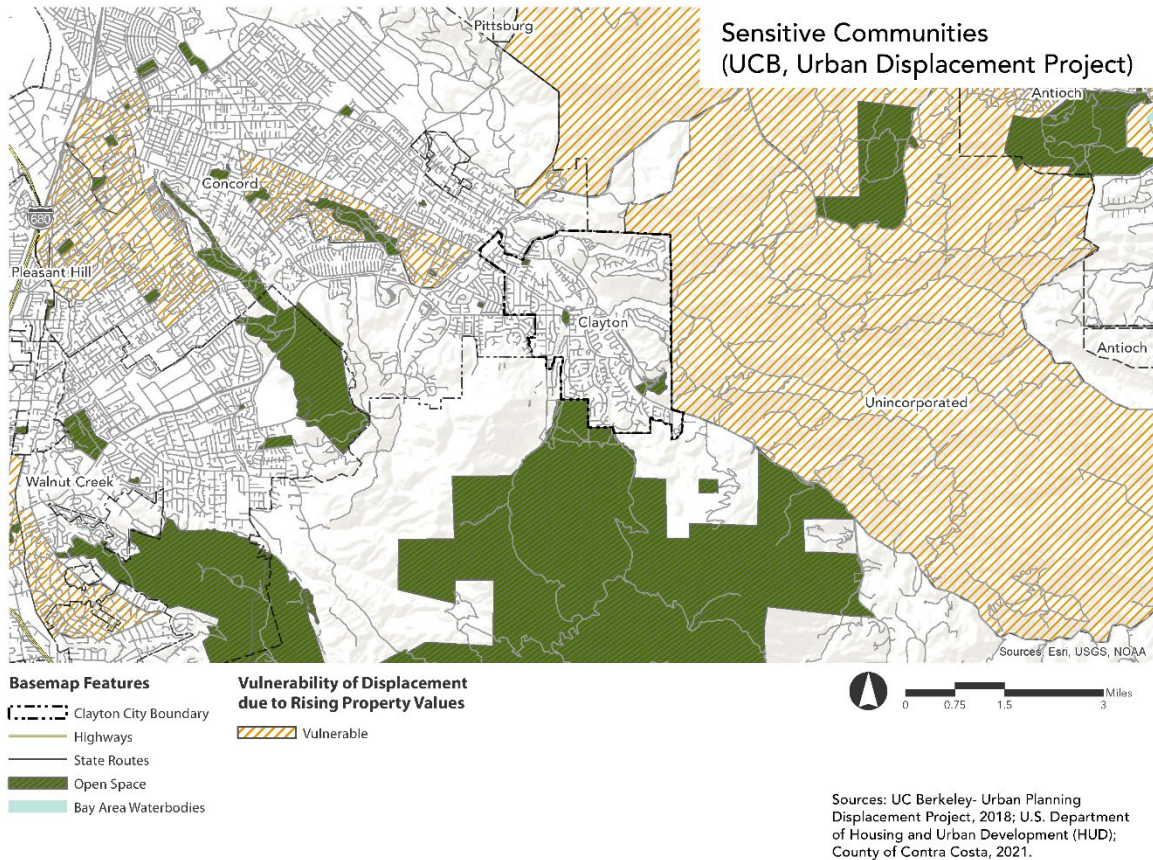 Sensitive Communities
(UCB, Urban Displacement Project)
Pittsburg
Antioch
Concord
680
Pleasant Hill
Clayton
Antioch
Unincorporated
Walnut Creek
Sources: Esri, USGS, NOAA
Basemap Features
Clayton City Boundary
Highways
State Routes
Open Space
Bay Area Waterbodies
Vulnerability of Displacement
due to Rising Property Values
Vulnerable
Miles
0 0.75 1.5 3
Sources: UC Berkeley- Urban Planning
Displacement Project, 2018; U.S. Department
of Housing and Urban Development (HUD);
County of Contra Costa, 2021.